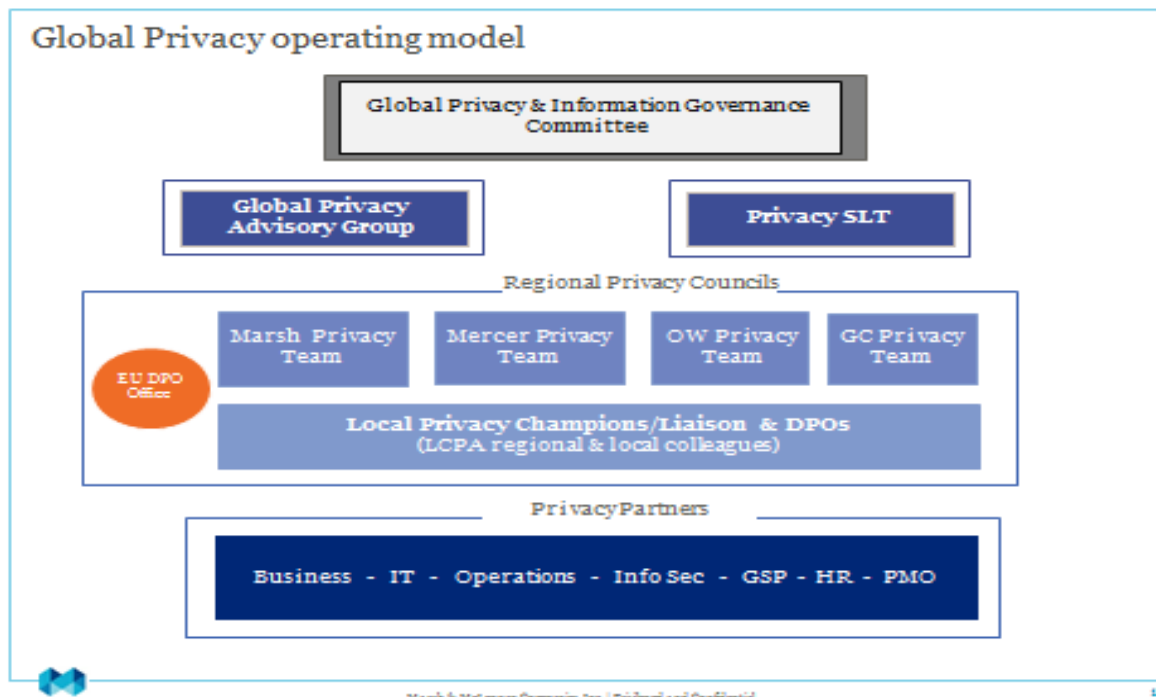 Global Privacy operating model
Global Privacy & Information Governance
Committee
Global Privacy
Advisory Group
Privacy SLT
Regional Privacy Councils
Marsh Privacy
Team
Mercer Privacy
Team
OW Privacy
Team
GC Privacy
Team
EU DPO
Office
Local Privacy Champions/Liaison & DPOs
(LCPA regional & local colleagues)
Privacy Partners
Business - IT - Operations - Info Sec - GSP - HR - PMO